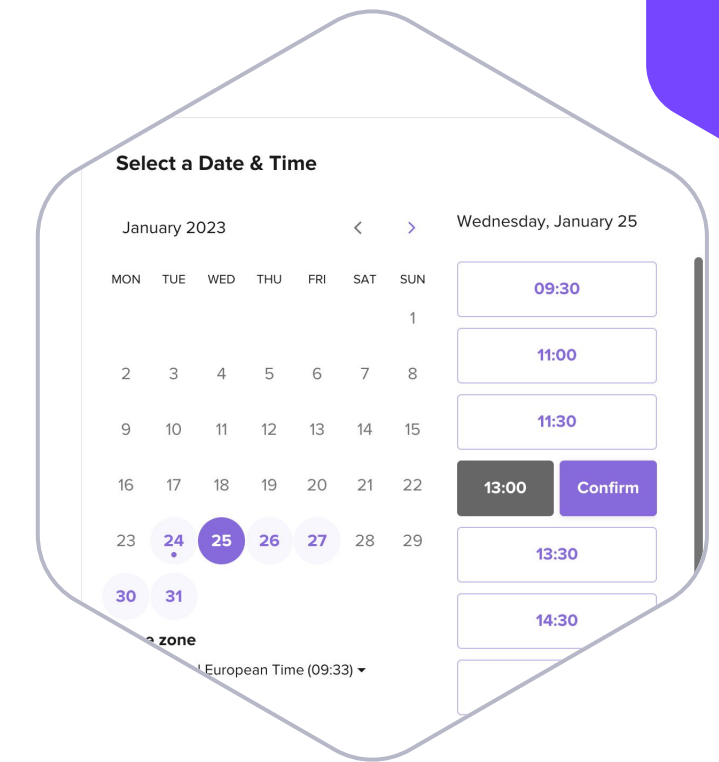 Select a Date & Time
January 2023
MON TUE WED THU FRI SAT SUN
1
2 3 4 5 6 7 8
9 10 11 12 13 14 15
16 17 18 19 20 21 22
23 24 25 26 27 28 29
30 31
zone
European Time (09:33)
Wednesday, January 25
09:30
11:00
11:30
13:00 Confirm
13:30
14:30